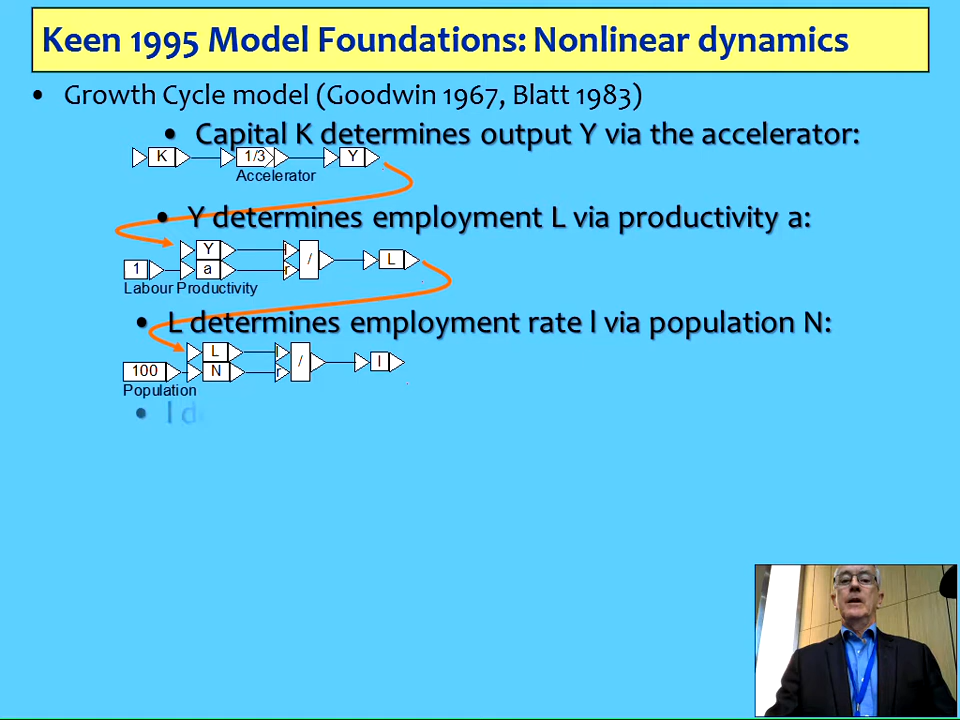 Keen 1995 Model Foundations: Nonlinear dynamics
• Growth Cycle model (Goodwin 1967, Blatt 1983)
• Capital K determines output Y via the accelerator:
K 1/3 Y
Accelerator
• Y determines employment L via productivity a:
Y l
/ L
1 a r
Labour Productivity
• L determines employment rate l via population N:
L l
/ l
100 N r
Population
• l d